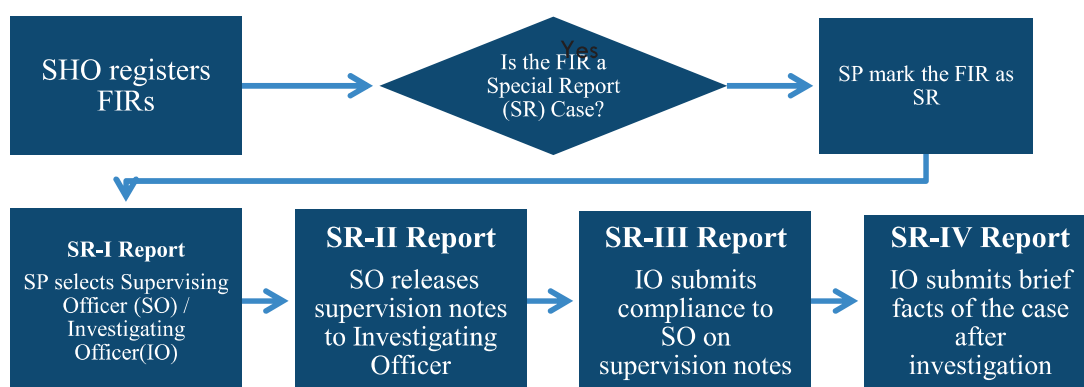 SHO registers
FIRs
Yes
Is the FIR a
Special Report
(SR) Case?
SP mark the FIR as
SR
SR-I Report
SP selects Supervising
Officer (SO) /
Investigating
Officer(IO)
SR-II Report
SO releases
supervision notes
to Investigating
Officer
SR-III Report
IO submits
compliance to
SO on
supervision notes
SR-IV Report
IO submits brief
facts of the case
after
investigation